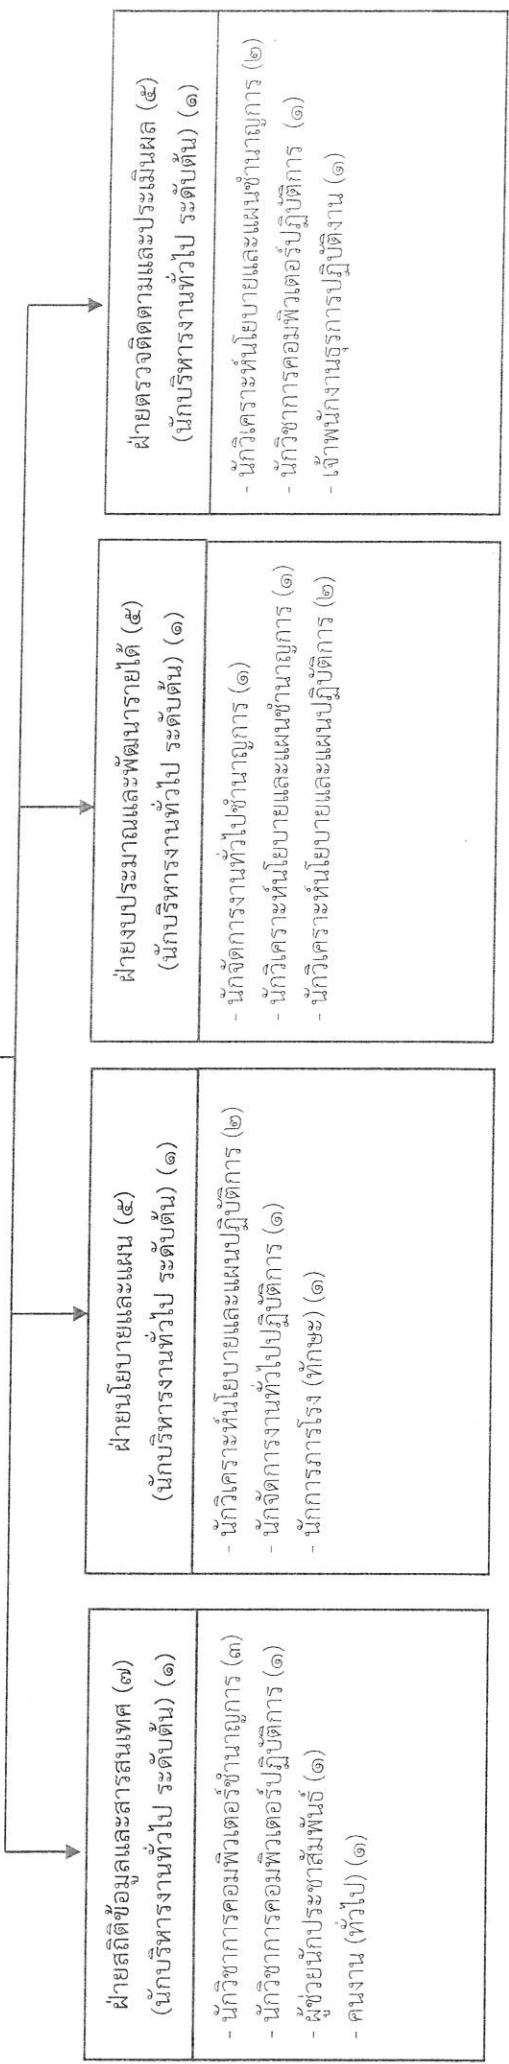 ฝ่ายสถิติข้อมูลและสารสนเทศ (๗)
(นักบริหารงานทั่วไป ระดับต้น) (๑)
- นักวิชาการคอมพิวเตอร์ชำนาญการ (๓)
- นักวิชาการคอมพิวเตอร์ปฏิบัติการ (๑)
- ผู้ช่วยนักประชาสัมพันธ์ (๑)
- คนงาน (ทั่วไป) (๑)
ฝ่ายนโยบายและแผน (๕)
(นักบริหารงานทั่วไป ระดับต้น) (๑)
- นักวิเคราะห์นโยบายและแผนปฏิบัติการ (๒)
- นักจัดการงานทั่วไปปฏิบัติการ (๑)
- นักการภารโรง (ทักษะ) (๑)
ฝ่ายงบประมาณและพัฒนารายได้ (๕)
(นักบริหารงานทั่วไป ระดับต้น) (๑)
- นักจัดการงานทั่วไปชำนาญการ (๑)
- นักวิเคราะห์นโยบายและแผนชำนาญการ (๑)
- นักวิเคราะห์นโยบายและแผนปฏิบัติการ (๒)
ฝ่ายตรวจติดตามและประเมินผล (๕)
(นักบริหารงานทั่วไป ระดับต้น) (๑)
- นักวิเคราะห์นโยบายและแผนชำนาญการ (๒)
- นักวิชาการคอมพิวเตอร์ปฏิบัติการ (๑)
- เจ้าพนักงานธุรการปฏิบัติงาน (๑)